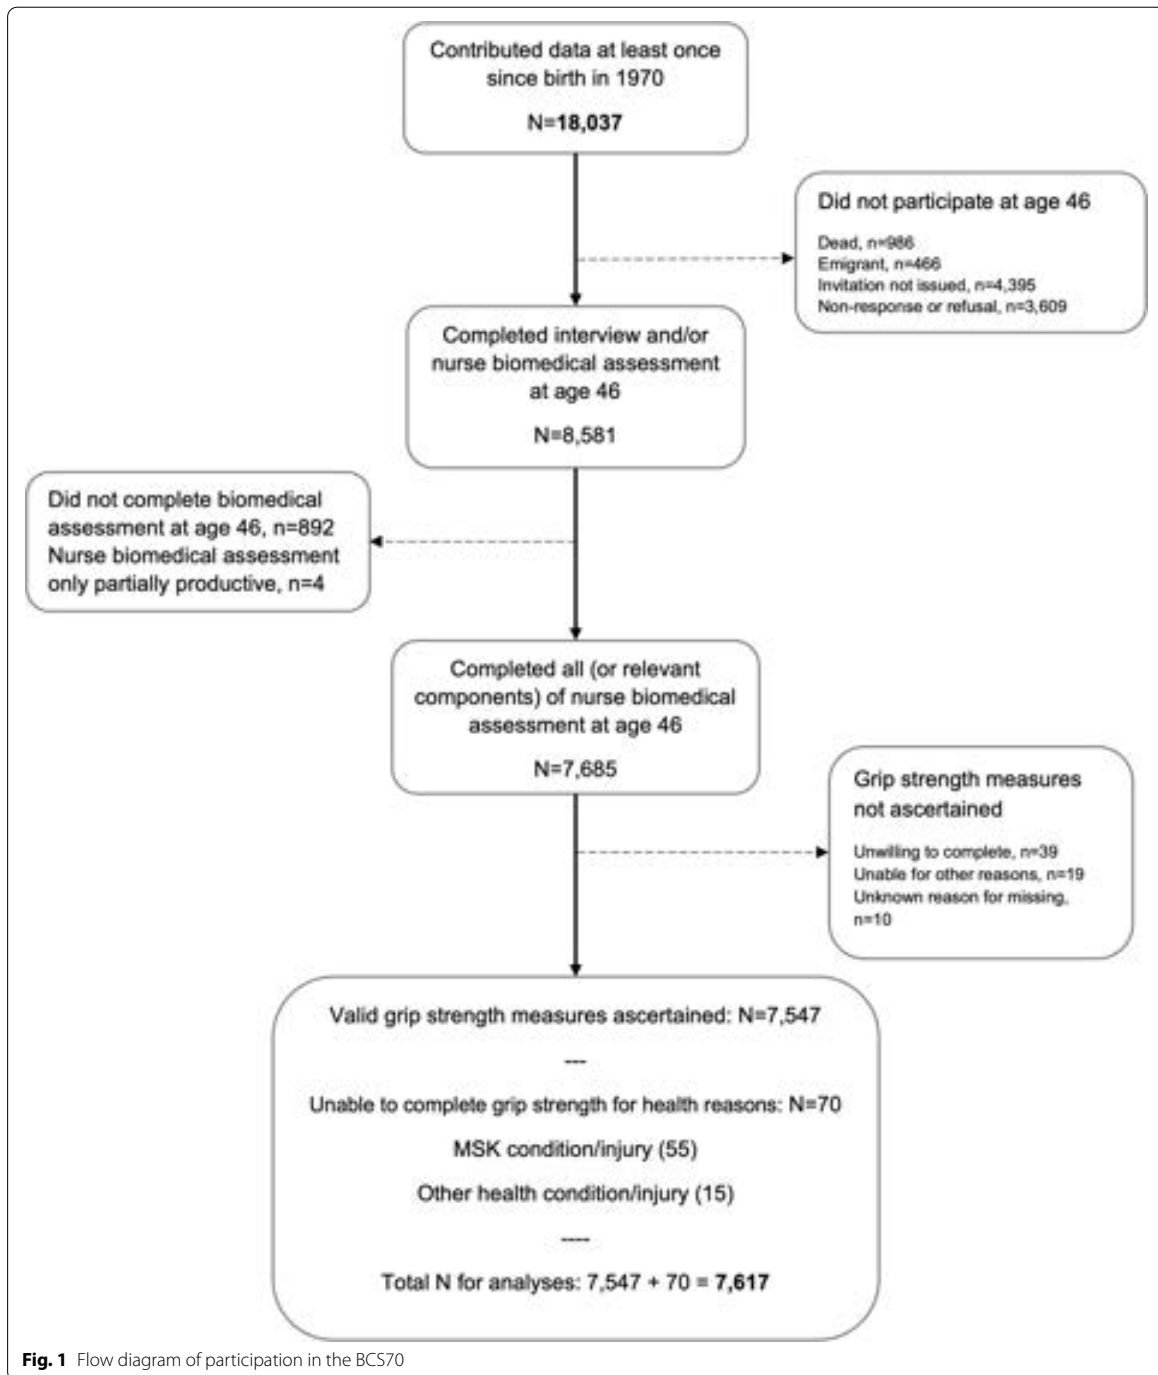 Contributed data at least once
since birth in 1970
N=18,037
Did not participate at age 46
Dead, n=986
Emigrant, n=466
Invitation not issued, n=4,395
Non-response or refusal, n=3,609
Completed interview and/or
nurse biomedical assessment
at age 46
N=8,581
Did not complete biomedical
assessment at age 46, n=892
Nurse biomedical assessment
only partially productive, n=4
Completed all (or relevant
components) of nurse biomedical
assessment at age 46
N=7,685
Grip strength measures
not ascertained
Unwilling to complete, n=39
Unable for other reasons, n=19
Unknown reason for missing,
n=10
Valid grip strength measures ascertained: N=7,547
---
Unable to complete grip strength for health reasons: N=70
MSK condition/injury (55)
Other health condition/injury (15)
----
Total N for analyses: 7,547 + 70 = 7,617
Fig. 1 Flow diagram of participation in the BCS70